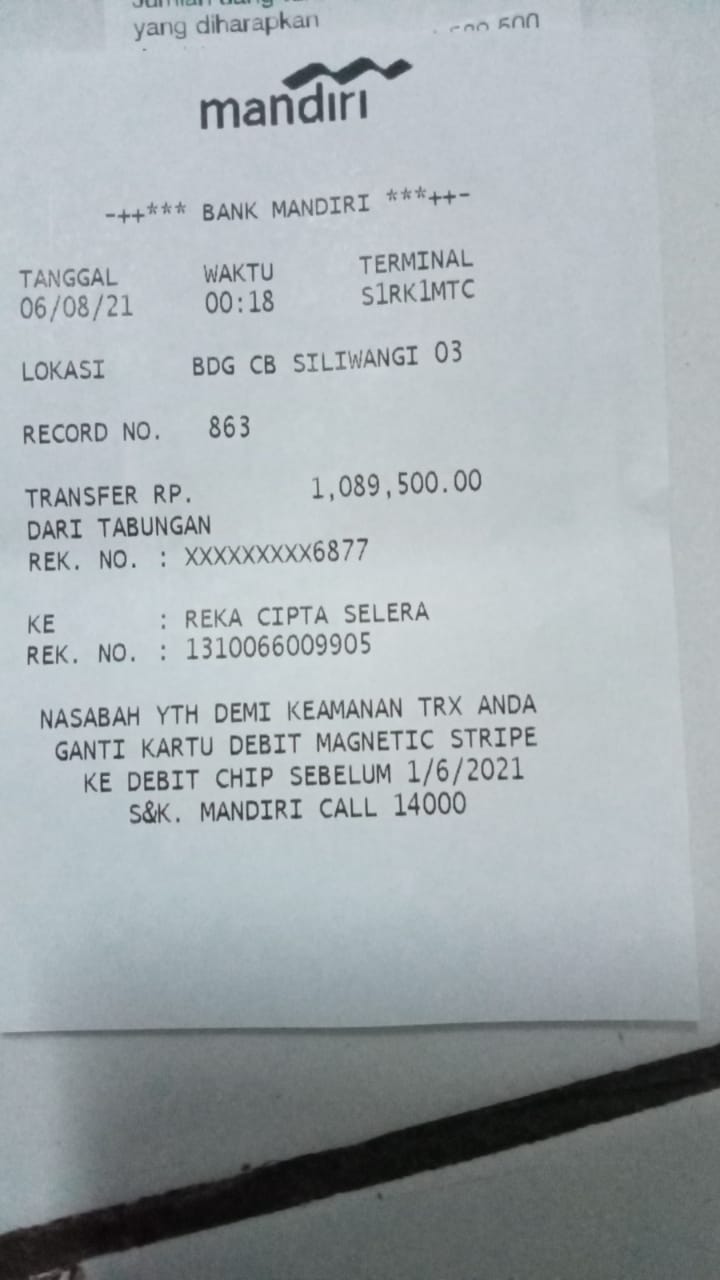 yang diharapkan
mandiri
-++*** BANK MANDIRI ***++-
TANGGAL WAKTU TERMINAL
06/08/21 00:18 S1RK1MTC
LOKASI BDG CB SILIWANGI 03
RECORD NO. 863
TRANSFER RP. 1,089,500.00
DARI TABUNGAN
REK. NO. : XXXXXXXXX6877
KE : REKA CIPTA SELERA
REK. NO. : 1310066009905
NASABAH YTH DEMI KEAMANAN TRX ANDA
GANTI KARTU DEBIT MAGNETIC STRIPE
KE DEBIT CHIP SEBELUM 1/6/2021
S&K. MANDIRI CALL 14000